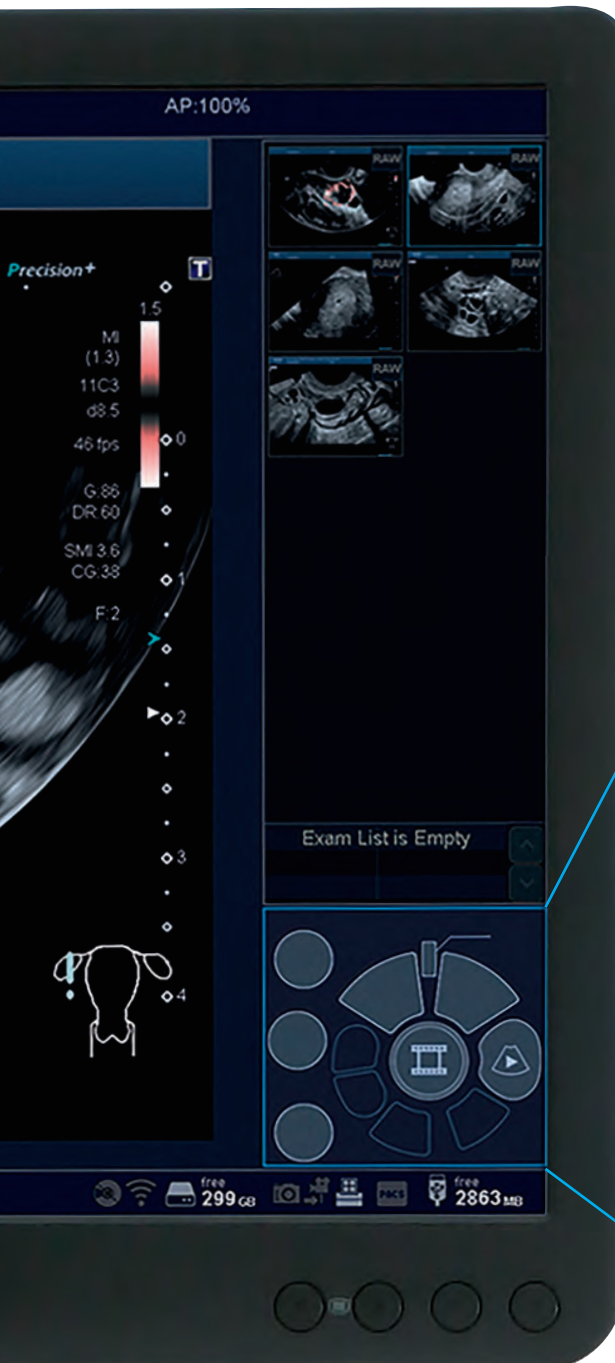 AP:100%
RAW
RAW
RAW
RAW
RAW
Precision+
T
1.5
MI
(1.3)
11C3
d8.5
46 fps
G:86
DR:60
SMI 3.6
CG:38
F:2
0
1
2
3
4
Exam List is Empty
free
299 GB
PACS
free
2863 MB